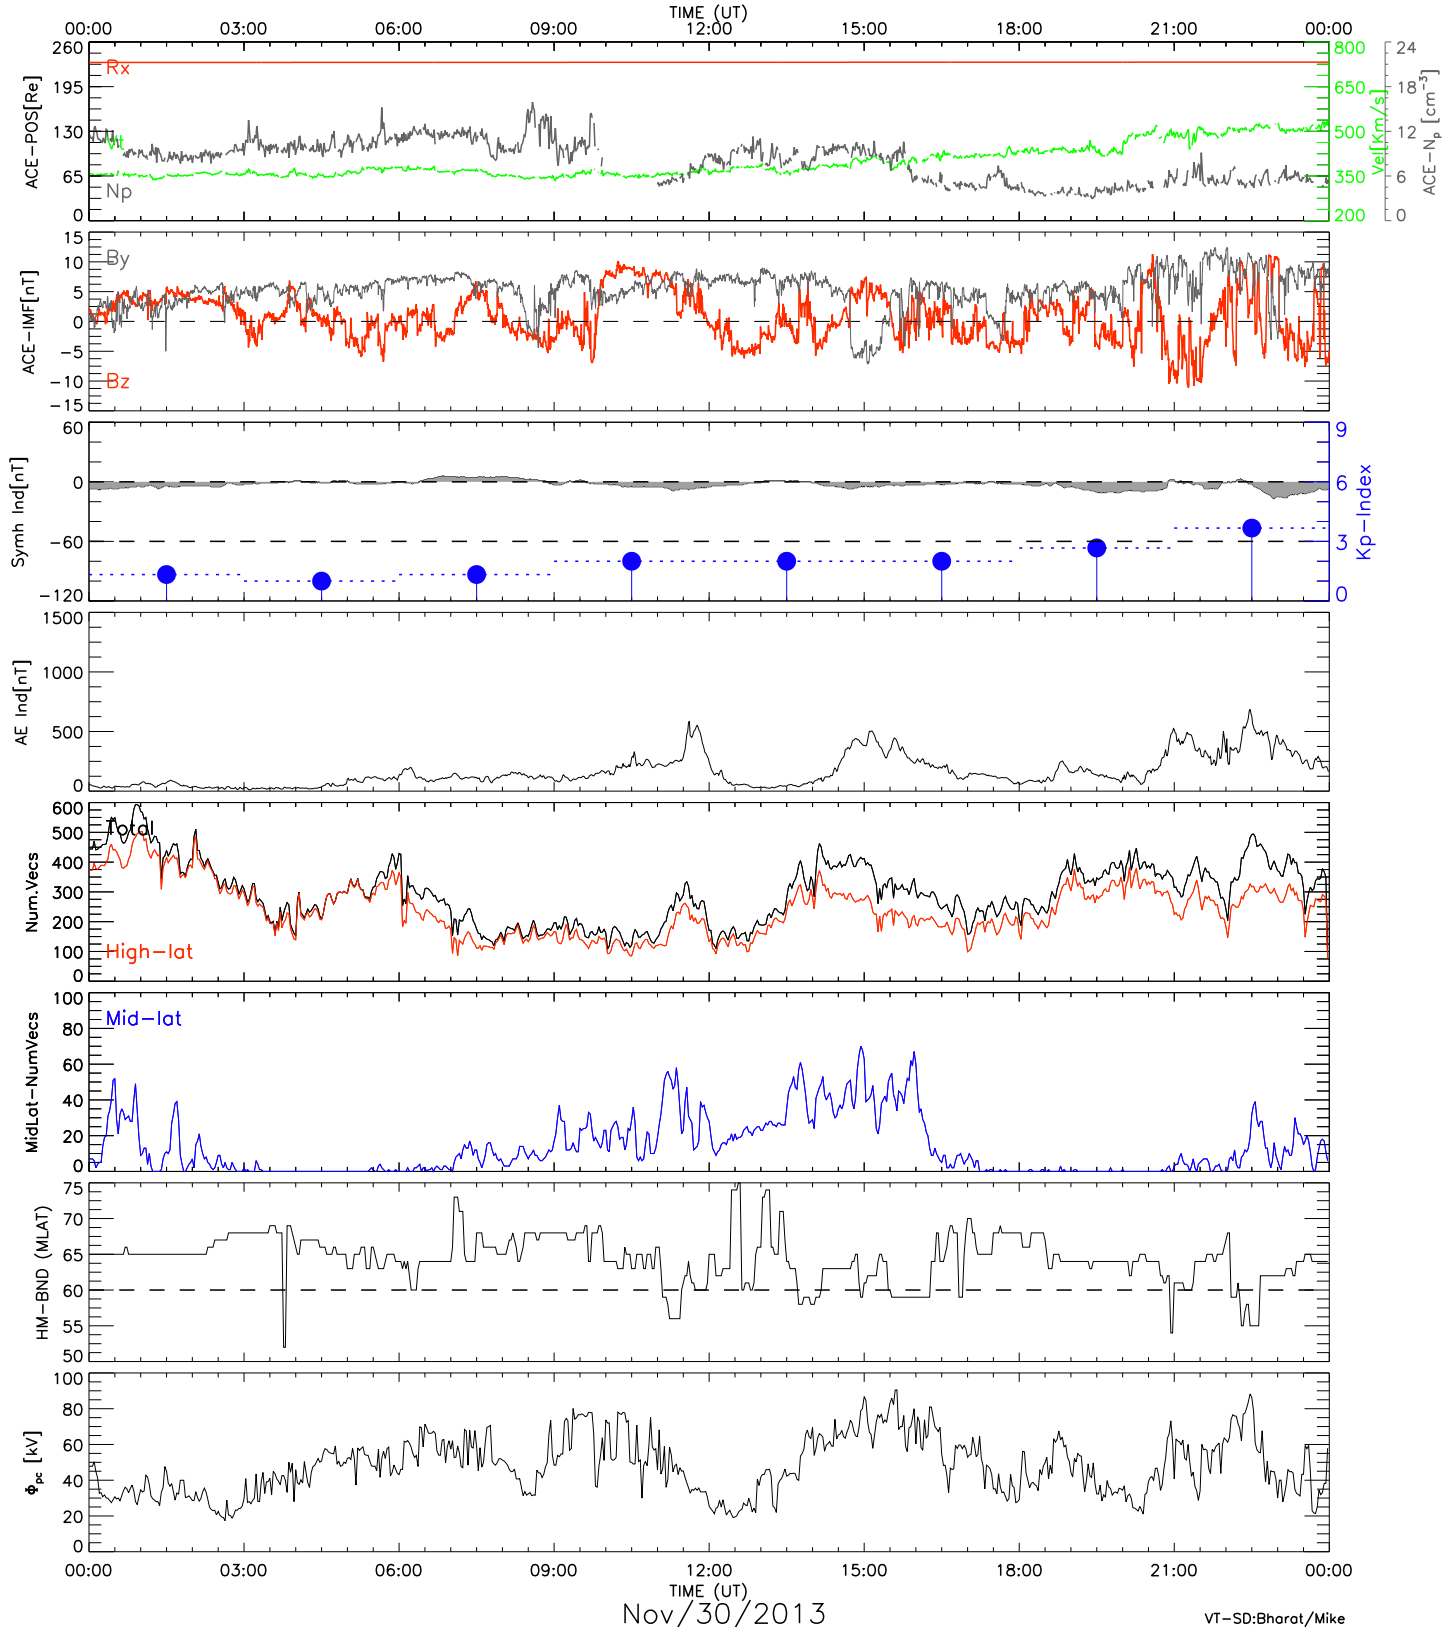 TIME (UT)
00:00 03:00 06:00 09:00 12:00 15:00 18:00 21:00 00:00
ACE-POS[Re]
260
195
130
65
0
Rx
Vt
Np
800
650
500
350
200
Vel[Km/s]
24
18
12
6
0
ACE-Np [cm-3]
ACE-IMF[nT]
15
10
5
0
-5
-10
-15
By
Bz
Symh Ind[nT]
60
0
-60
-120
9
6
3
0
Kp-Index
AE Ind[nT]
1500
1000
500
0
Num.Vecs
600
500
400
300
200
100
0
Total
High-lat
MidLat-NumVecs
100
80
60
40
20
0
Mid-lat
HM-BND (MLAT)
75
70
65
60
55
50
Φpc [kV]
100
80
60
40
20
0
00:00 03:00 06:00 09:00 12:00 15:00 18:00 21:00 00:00
TIME (UT)
Nov/30/2013
VT-SD:Bharat/Mike